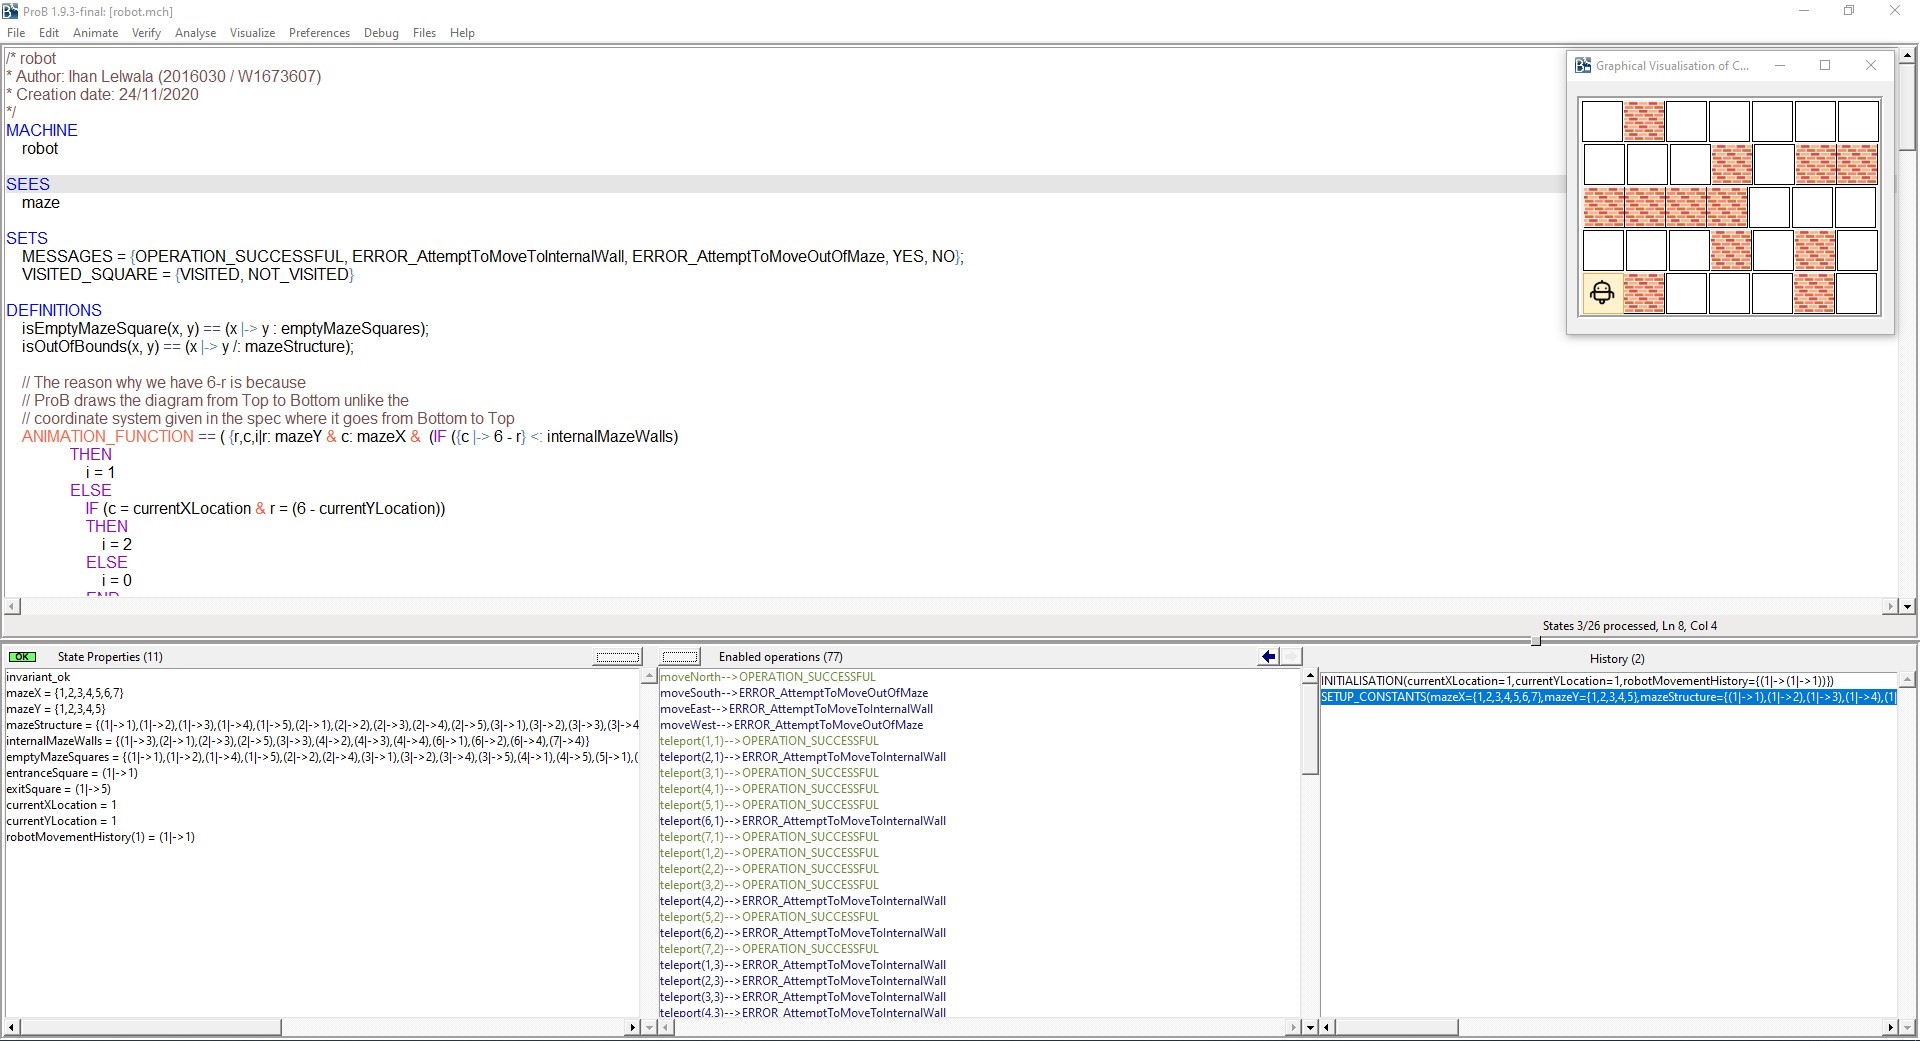 ProB 1.9.3-final: [robot.mch]
File Edit Animate Verify Analyse Visualize Preferences Debug Files Help
/* robot
* Author: Ihan Lelwala (2016030 / W1673607)
* Creation date: 24/11/2020
*/
MACHINE
robot
SEES
maze
SETS
MESSAGES = {OPERATION_SUCCESSFUL, ERROR_AttemptToMoveToInternalWall, ERROR_AttemptToMoveOutOfMaze, YES, NO};
VISITED_SQUARE = {VISITED, NOT_VISITED}
DEFINITIONS
isEmptyMazeSquare(x, y) == (x |-> y : emptyMazeSquares);
isOutOfBounds(x, y) == (x |-> y /: mazeStructure);
// The reason why we have 6-r is because
// ProB draws the diagram from Top to Bottom unlike the
// coordinate system given in the spec where it goes from Bottom to Top
ANIMATION_FUNCTION == ( {r,c,i|r: mazeY & c: mazeX & (IF ({c |-> 6 - r} <: internalMazeWalls)
THEN
i = 1
ELSE
IF (c = currentXLocation & r = (6 - currentYLocation))
THEN
i = 2
ELSE
i = 0
END
Graphical Visualisation of C...
States 3/26 processed, Ln 8, Col 4
OK State Properties (11)
invariant_ok
mazeX = {1,2,3,4,5,6,7}
mazeY = {1,2,3,4,5}
mazeStructure = {(1|->1),(1|->2),(1|->3),(1|->4),(1|->5),(2|->1),(2|->2),(2|->3),(2|->4),(2|->5),(3|->1),(3|->2),(3|->3),(3|->4
internalMazeWalls = {(1|->3),(2|->1),(2|->3),(2|->5),(3|->3),(4|->2),(4|->3),(4|->4),(6|->1),(6|->2),(6|->4),(7|->4)}
emptyMazeSquares = {(1|->1),(1|->2),(1|->4),(1|->5),(2|->2),(2|->4),(3|->1),(3|->2),(3|->4),(3|->5),(4|->1),(4|->5),(5|->1),(
entranceSquare = (1|->1)
exitSquare = (1|->5)
currentXLocation = 1
currentYLocation = 1
robotMovementHistory(1) = (1|->1)
Enabled operations (77)
moveNorth-->OPERATION_SUCCESSFUL
moveSouth-->ERROR_AttemptToMoveOutOfMaze
moveEast-->ERROR_AttemptToMoveToInternalWall
moveWest-->ERROR_AttemptToMoveOutOfMaze
teleport(1,1)-->OPERATION_SUCCESSFUL
teleport(2,1)-->ERROR_AttemptToMoveToInternalWall
teleport(3,1)-->OPERATION_SUCCESSFUL
teleport(4,1)-->OPERATION_SUCCESSFUL
teleport(5,1)-->OPERATION_SUCCESSFUL
teleport(6,1)-->ERROR_AttemptToMoveToInternalWall
teleport(7,1)-->OPERATION_SUCCESSFUL
teleport(1,2)-->OPERATION_SUCCESSFUL
teleport(2,2)-->OPERATION_SUCCESSFUL
teleport(3,2)-->OPERATION_SUCCESSFUL
teleport(4,2)-->ERROR_AttemptToMoveToInternalWall
teleport(5,2)-->OPERATION_SUCCESSFUL
teleport(6,2)-->ERROR_AttemptToMoveToInternalWall
teleport(7,2)-->OPERATION_SUCCESSFUL
teleport(1,3)-->ERROR_AttemptToMoveToInternalWall
teleport(2,3)-->ERROR_AttemptToMoveToInternalWall
teleport(3,3)-->ERROR_AttemptToMoveToInternalWall
teleport(4,3)-->ERROR_AttemptToMoveToInternalWall
History (2)
INITIALISATION(currentXLocation=1,currentYLocation=1,robotMovementHistory={(1|->(1|->1))})
SETUP_CONSTANTS(mazeX={1,2,3,4,5,6,7},mazeY={1,2,3,4,5},mazeStructure={(1|->1),(1|->2),(1|->3),(1|->4),(1|